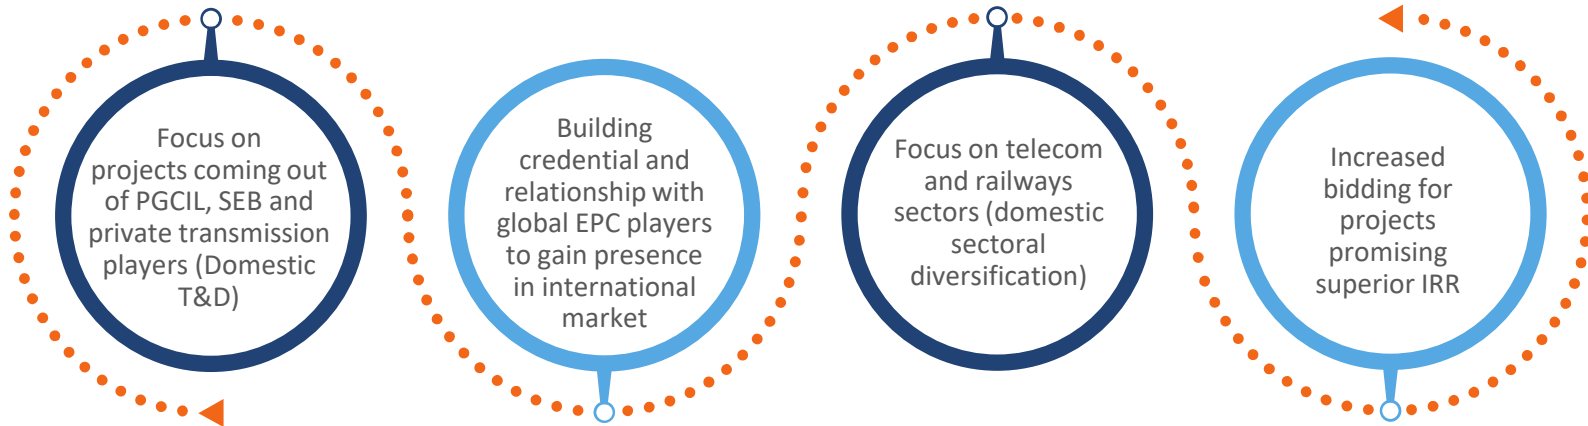 Focus on
projects coming out
of PGCIL, SEB and
private transmission
players (Domestic
T&D)
Building
credential and
relationship with
global EPC players
to gain presence
in international
market
Focus on telecom
and railways
sectors (domestic
sectoral
diversification)
Increased
bidding for
projects
promising
superior IRR